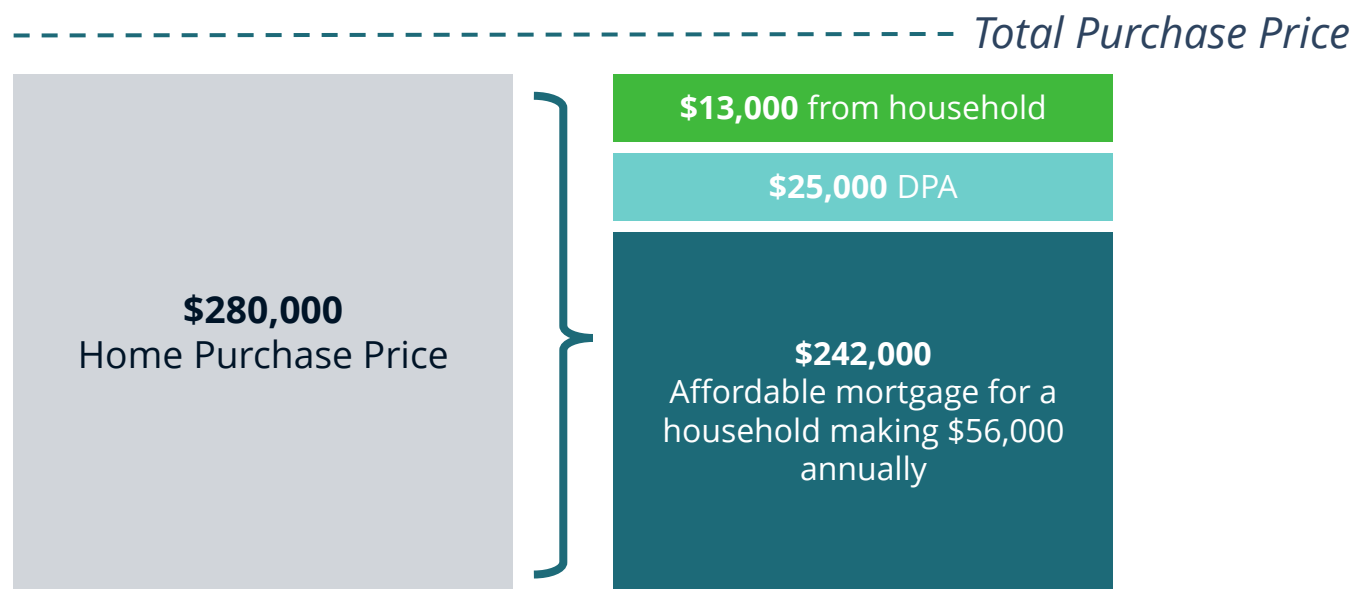 Total Purchase Price
$280,000
Home Purchase Price
$13,000 from household
$25,000 DPA
$242,000
Affordable mortgage for a
household making $56,000
annually